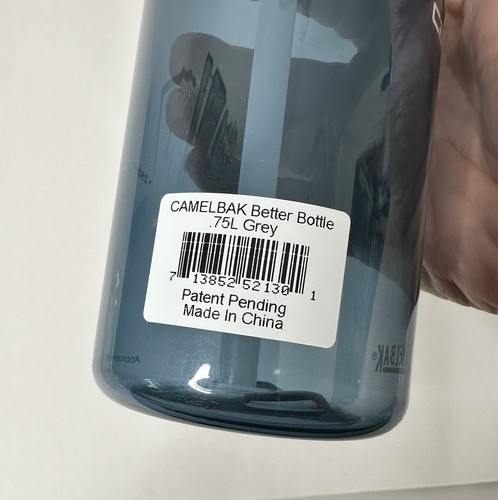 CAMELBAK Better Bottle
.75L Grey
7 13852 52130 1
Patent Pending
Made In China